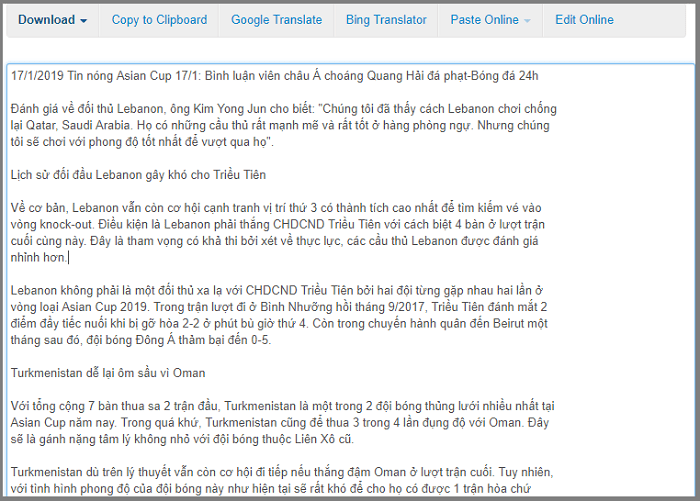 Download Copy to Clipboard Google Translate Bing Translator Paste Online Edit Online
17/1/2019 Tin nóng Asian Cup 17/1: Bình luận viên châu Á choáng Quang Hải đá phạt-Bóng đá 24h
Đánh giá về đối thủ Lebanon, ông Kim Yong Jun cho biết: "Chúng tôi đã thấy cách Lebanon chơi chống
lại Qatar, Saudi Arabia. Họ có những cầu thủ rất mạnh mẽ và rất tốt ở hàng phòng ngự. Nhưng chúng
tôi sẽ chơi với phong độ tốt nhất để vượt qua họ".
Lịch sử đối đầu Lebanon gây khó cho Triều Tiên
Về cơ bản, Lebanon vẫn còn cơ hội cạnh tranh vị trí thứ 3 có thành tích cao nhất để tìm kiếm vé vào
vòng knock-out. Điều kiện là Lebanon phải thắng CHDCND Triều Tiên với cách biệt 4 bàn ở lượt trận
cuối cùng này. Đây là tham vọng có khả thi bởi xét về thực lực, các cầu thủ Lebanon được đánh giá
nhỉnh hơn.
Lebanon không phải là một đối thủ xa lạ với CHDCND Triều Tiên bởi hai đội từng gặp nhau hai lần ở
vòng loại Asian Cup 2019. Trong trận lượt đi ở Bình Nhưỡng hồi tháng 9/2017, Triều Tiên đánh mất 2
điểm đầy tiếc nuối khi bị gỡ hòa 2-2 ở phút bù giờ thứ 4. Còn trong chuyến hành quân đến Beirut một
tháng sau đó, đội bóng Đông Á thảm bại đến 0-5.
Turkmenistan dễ lại ôm sầu vì Oman
Với tổng cộng 7 bàn thua sa 2 trận đầu, Turkmenistan là một trong 2 đội bóng thủng lưới nhiều nhất tại
Asian Cup năm nay. Trong quá khứ, Turkmenistan cũng để thua 3 trong 4 lần đụng độ với Oman. Đây
sẽ là gánh nặng tâm lý không nhỏ với đội bóng thuộc Liên Xô cũ.
Turkmenistan dù trên lý thuyết vẫn còn cơ hội đi tiếp nếu thắng đậm Oman ở lượt trận cuối. Tuy nhiên,
với tình hình phong độ của đội bóng này như hiện tại sẽ rất khó để cho họ có được 1 trận hòa chứ